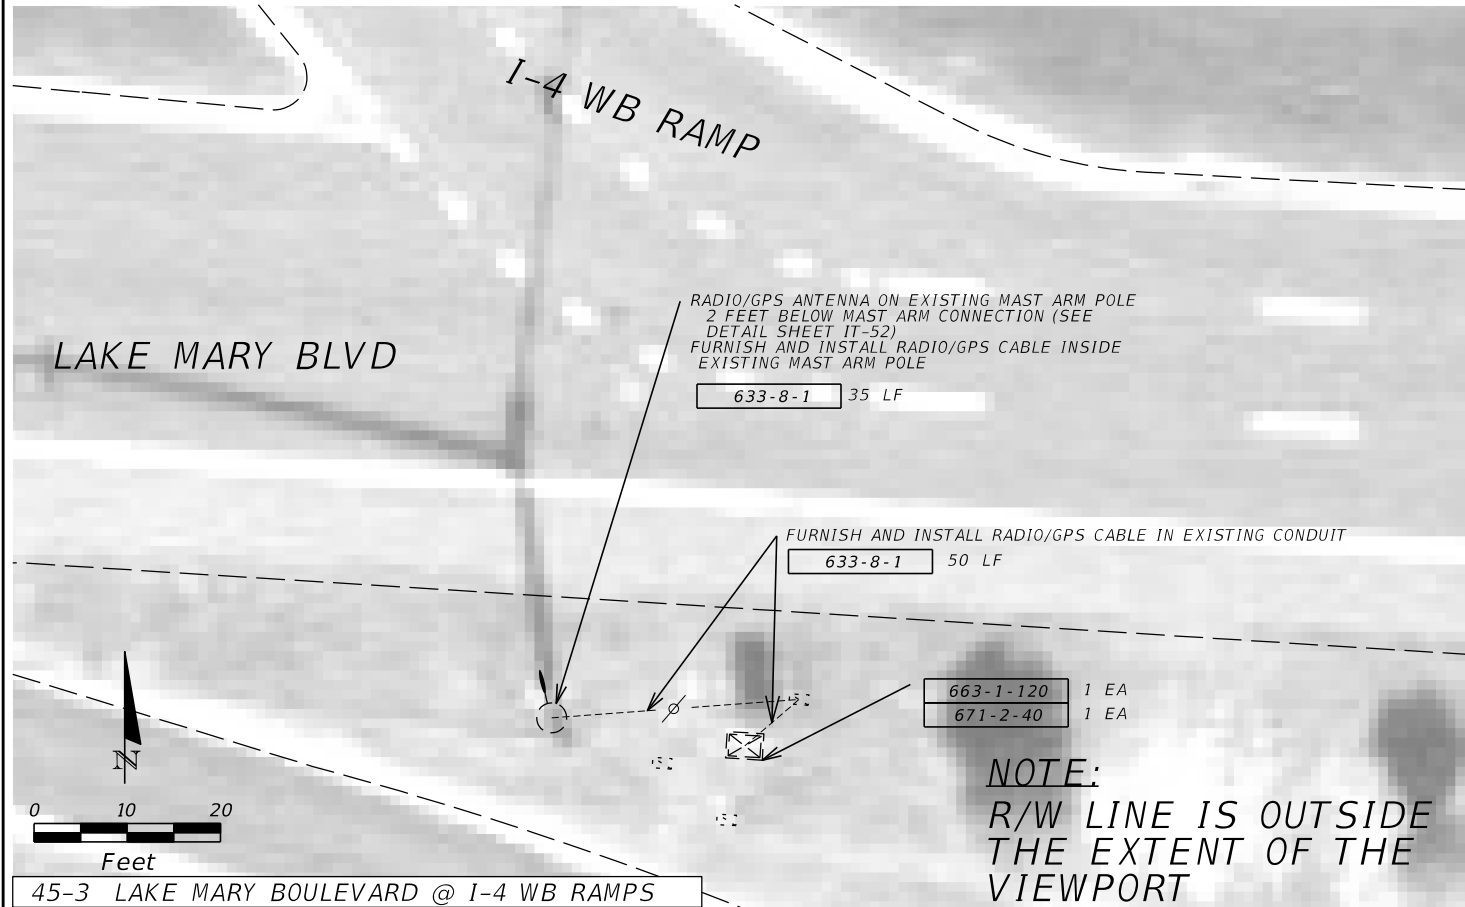 I-4 WB RAMP
RADIO/GPS ANTENNA ON EXISTING MAST ARM POLE
2 FEET BELOW MAST ARM CONNECTION (SEE
DETAIL SHEET IT-52)
FURNISH AND INSTALL RADIO/GPS CABLE INSIDE
EXISTING MAST ARM POLE
633-8-1 35 LF
LAKE MARY BLVD
FURNISH AND INSTALL RADIO/GPS CABLE IN EXISTING CONDUIT
633-8-1 50 LF
663-1-120 1 EA
671-2-40 1 EA
N
NOTE:
R/W LINE IS OUTSIDE
THE EXTENT OF THE
VIEWPORT
0 10 20
Feet
45-3 LAKE MARY BOULEVARD @ I-4 WB RAMPS